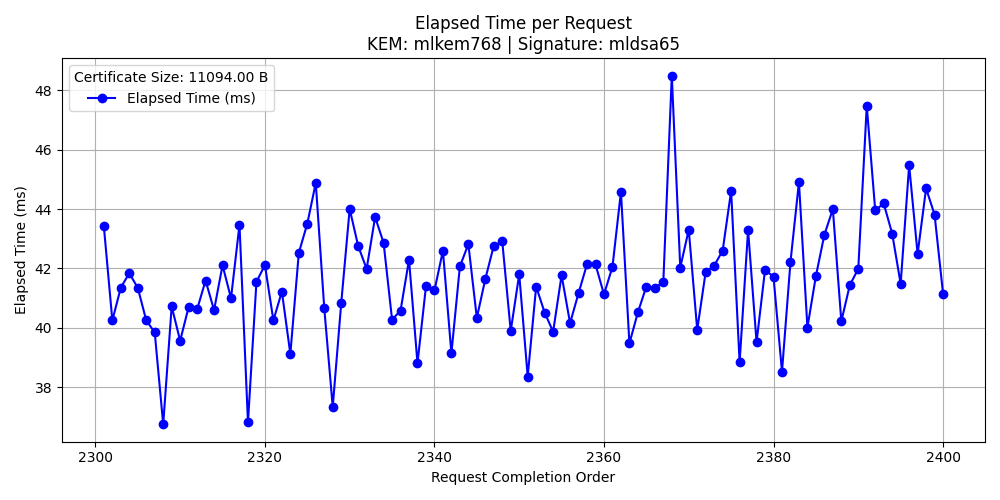 Elapsed Time per Request
KEM: mlkem768 | Signature: mldsa65
Certificate Size: 11094.00 B
Elapsed Time (ms)
Elapsed Time (ms)
48
46
44
42
40
38
2300 2320 2340 2360 2380 2400
Request Completion Order